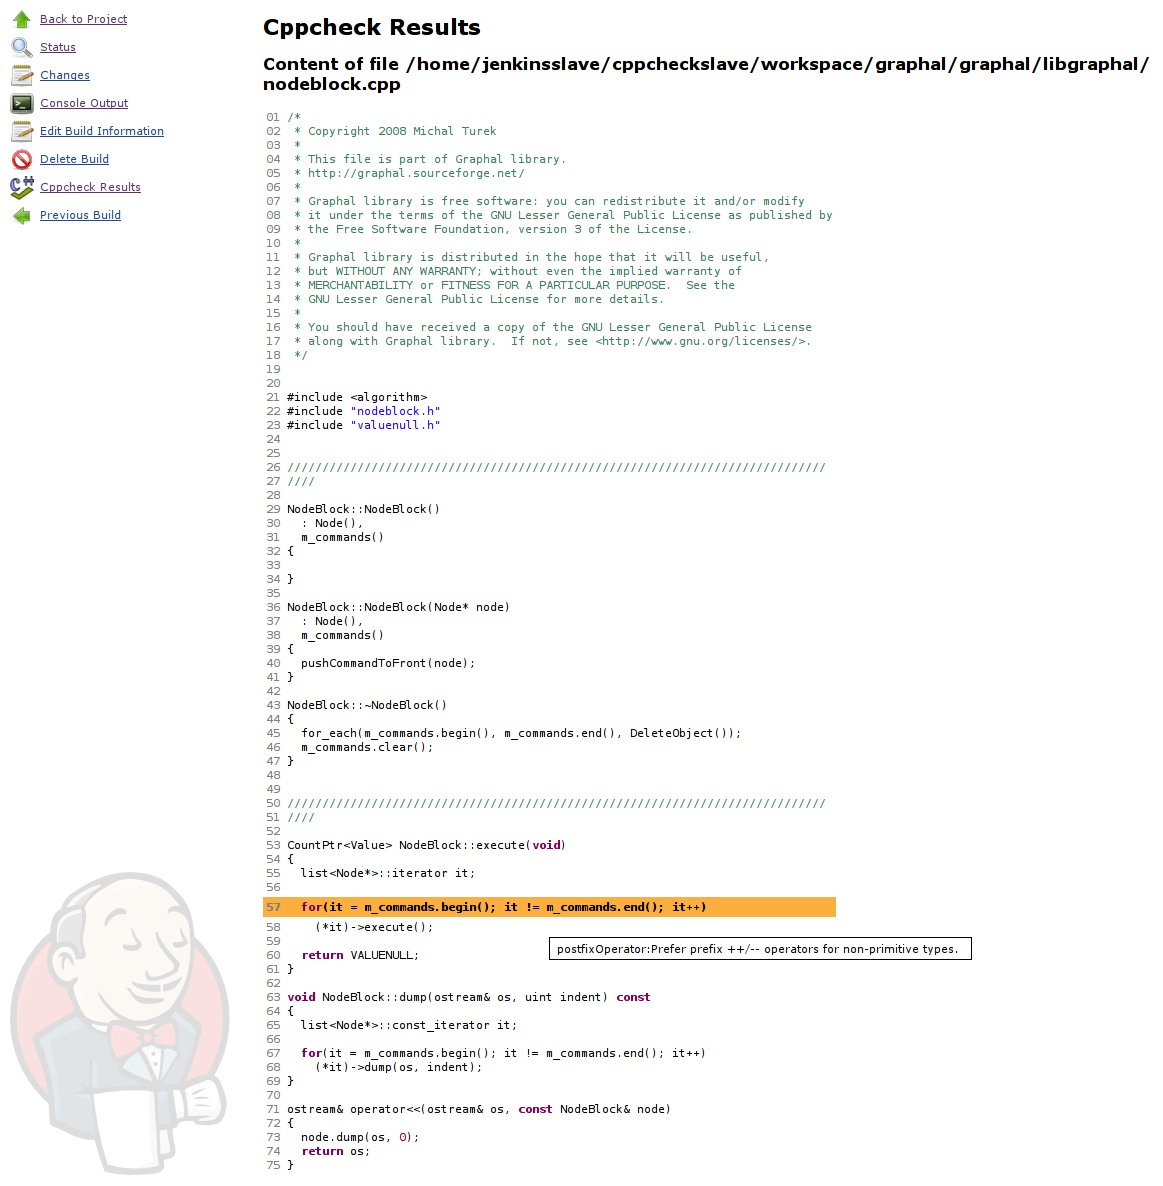 Back to Project
Status
Changes
Console Output
Edit Build Information
Delete Build
Cppcheck Results
Previous Build
Cppcheck Results
Content of file /home/jenkinsslave/cppcheckslave/workspace/graphal/graphal/libgraphal/
nodeblock.cpp
01 /*
02  * Copyright 2008 Michal Turek
03  *
04  * This file is part of Graphal library.
05  * http://graphal.sourceforge.net/
06  *
07  * Graphal library is free software: you can redistribute it and/or modify
08  * it under the terms of the GNU Lesser General Public License as published by
09  * the Free Software Foundation, version 3 of the License.
10  *
11  * Graphal library is distributed in the hope that it will be useful,
12  * but WITHOUT ANY WARRANTY; without even the implied warranty of
13  * MERCHANTABILITY or FITNESS FOR A PARTICULAR PURPOSE.  See the
14  * GNU Lesser General Public License for more details.
15  *
16  * You should have received a copy of the GNU Lesser General Public License
17  * along with Graphal library.  If not, see <http://www.gnu.org/licenses/>.
18  */
19
20
21 #include <algorithm>
22 #include "nodeblock.h"
23 #include "valuenull.h"
24
25
26 /////////////////////////////////////////////////////////////////////////////
27 ////
28
29 NodeBlock::NodeBlock()
30   : Node(),
31   m_commands()
32 {
33
34 }
35
36 NodeBlock::NodeBlock(Node* node)
37   : Node(),
38   m_commands()
39 {
40   pushCommandToFront(node);
41 }
42
43 NodeBlock::~NodeBlock()
44 {
45   for_each(m_commands.begin(), m_commands.end(), DeleteObject());
46   m_commands.clear();
47 }
48
49
50 /////////////////////////////////////////////////////////////////////////////
51 ////
52
53 CountPtr<Value> NodeBlock::execute(void)
54 {
55   list<Node*>::iterator it;
56
57   for(it = m_commands.begin(); it != m_commands.end(); it++)
58     (*it)->execute();
59
postfixOperator:Prefer prefix ++/-- operators for non-primitive types.
60   return VALUENULL;
61 }
62
63 void NodeBlock::dump(ostream& os, uint indent) const
64 {
65   list<Node*>::const_iterator it;
66
67   for(it = m_commands.begin(); it != m_commands.end(); it++)
68     (*it)->dump(os, indent);
69 }
70
71 ostream& operator<<(ostream& os, const NodeBlock& node)
72 {
73   node.dump(os, 0);
74   return os;
75 }